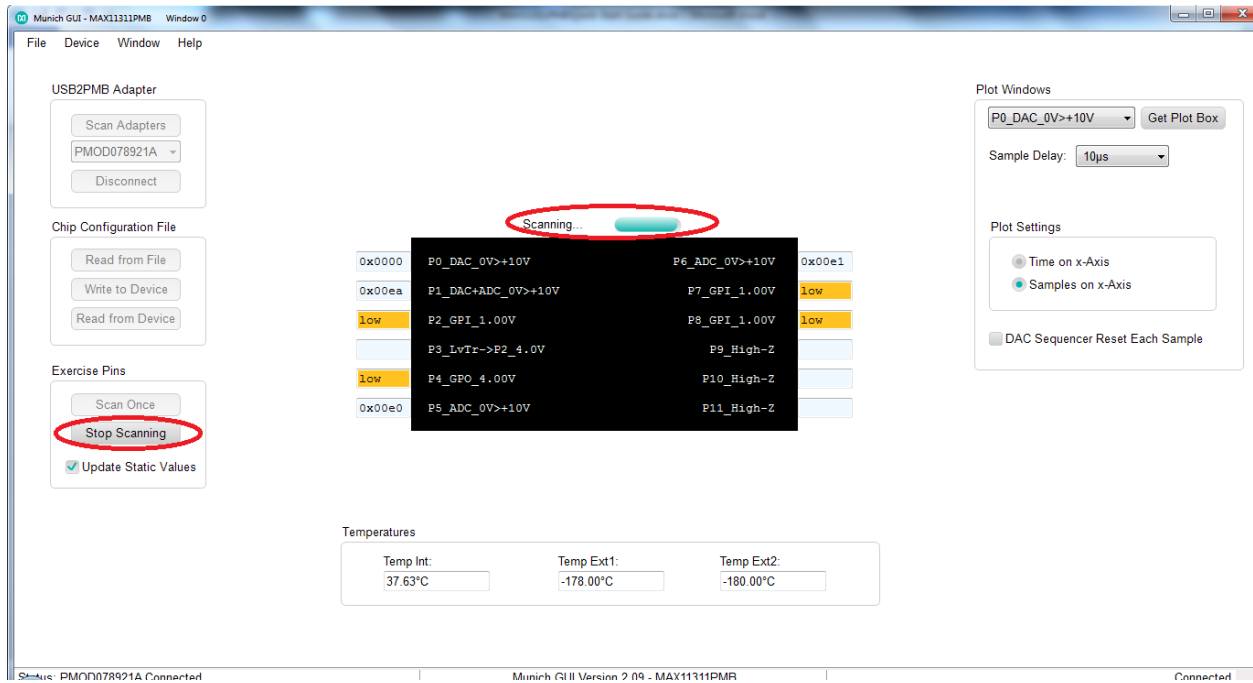 Munich GUI - MAX11311PMB Window 0
File Device Window Help
USB2PMB Adapter
Scan Adapters
PMOD078921A
Disconnect
Chip Configuration File
Read from File
Write to Device
Read from Device
Exercise Pins
Scan Once
Stop Scanning
Update Static Values
Scanning...
0x0000 P0_DAC_0V>+10V P6_ADC_0V>+10V 0x00e1
0x00ea P1_DAC+ADC_0V>+10V P7_GPI_1.00V low
low P2_GPI_1.00V P8_GPI_1.00V low
P3_LvTr->P2_4.0V P9_High-Z
low P4_GPO_4.00V P10_High-Z
0x00e0 P5_ADC_0V>+10V P11_High-Z
Temperatures
Temp Int: Temp Ext1: Temp Ext2:
37.63°C -178.00°C -180.00°C
Plot Windows
P0_DAC_0V>+10V Get Plot Box
Sample Delay: 10µs
Plot Settings
Time on x-Axis
Samples on x-Axis
DAC Sequencer Reset Each Sample
Status: PMOD078921A Connected Munich GUI Version 2.09 - MAX11311PMB Connected